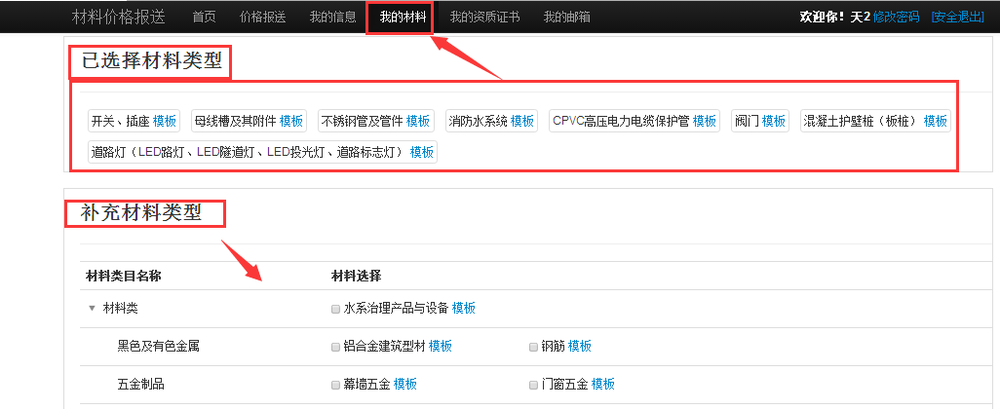 材料价格报送 首页 价格报送 我的信息 我的材料 我的资质证书 我的邮箱 欢迎你！天2 修改密码 [安全退出]
已选择材料类型
开关、插座 模板 母线槽及其附件 模板 不锈钢管及管件 模板 消防水系统 模板 CPVC高压电力电缆保护管 模板 阀门 模板 混凝土护壁桩（板桩） 模板
道路灯（LED路灯、LED隧道灯、LED投光灯、道路标志灯） 模板
补充材料类型
材料类目名称 材料选择
材料类 水系治理产品与设备 模板
黑色及有色金属 铝合金建筑型材 模板 钢筋 模板
五金制品 幕墙五金 模板 门窗五金 模板